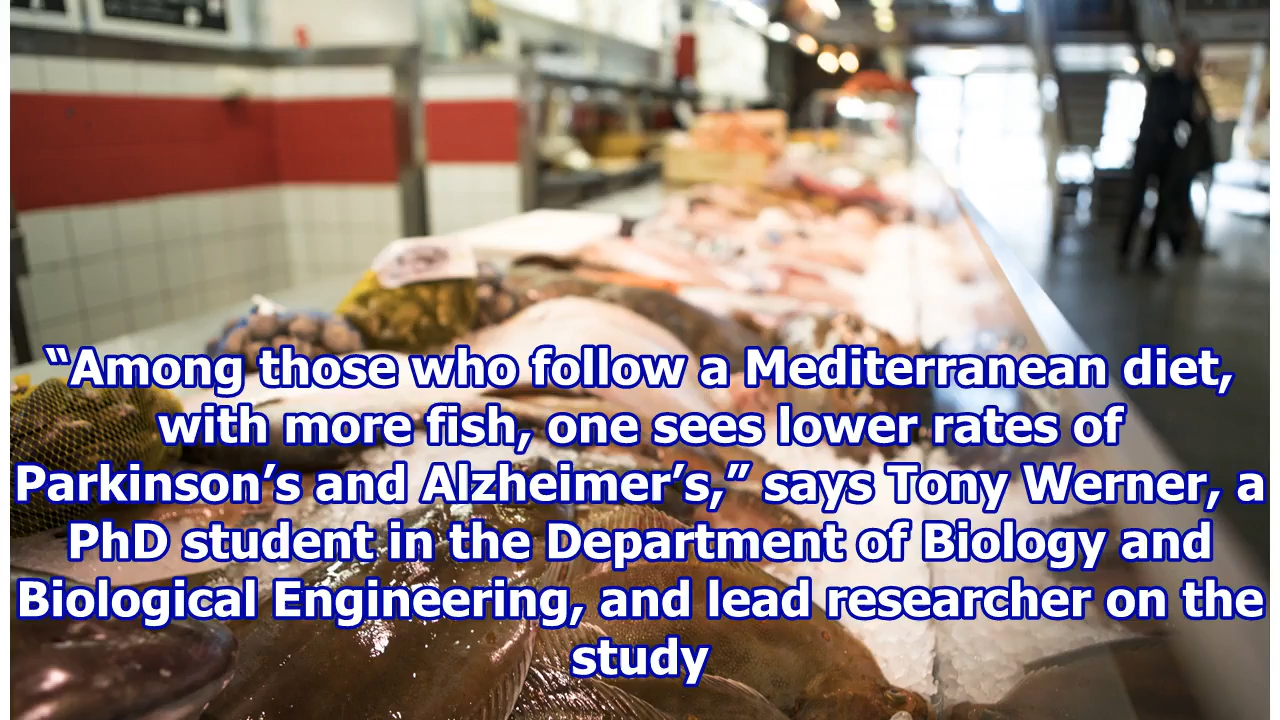 “Among those who follow a Mediterranean diet,
with more fish, one sees lower rates of
Parkinson’s and Alzheimer’s,” says Tony Werner, a
PhD student in the Department of Biology and
Biological Engineering, and lead researcher on the
study